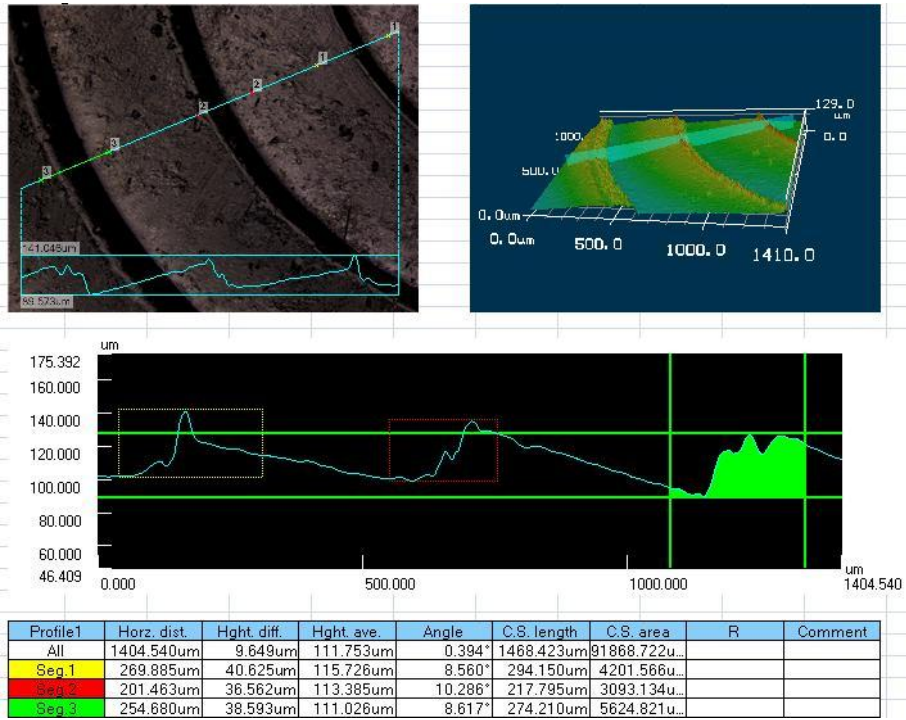 1
1
2
2
3
3
141.046um
89.573um
129.0
um
0.0
1000.
500.0
0.0um
0.0um
500.0
1000.0
1410.0
um
175.392
160.000
140.000
120.000
100.000
80.000
60.000
46.409
0.000 500.000 1000.000 1404.540
um
Profile1 Horz. dist. Hght. diff. Hght. ave. Angle C.S. length C.S. area R Comment
All 1404.540um 9.649um 111.753um 0.394° 1468.423um 91868.722u...
Seg.1 269.885um 40.625um 115.726um 8.560° 294.150um 4201.566u...
Seg.2 201.463um 36.562um 113.385um 10.286° 217.795um 3093.134u...
Seg.3 254.680um 38.593um 111.026um 8.617° 274.210um 5624.821u...